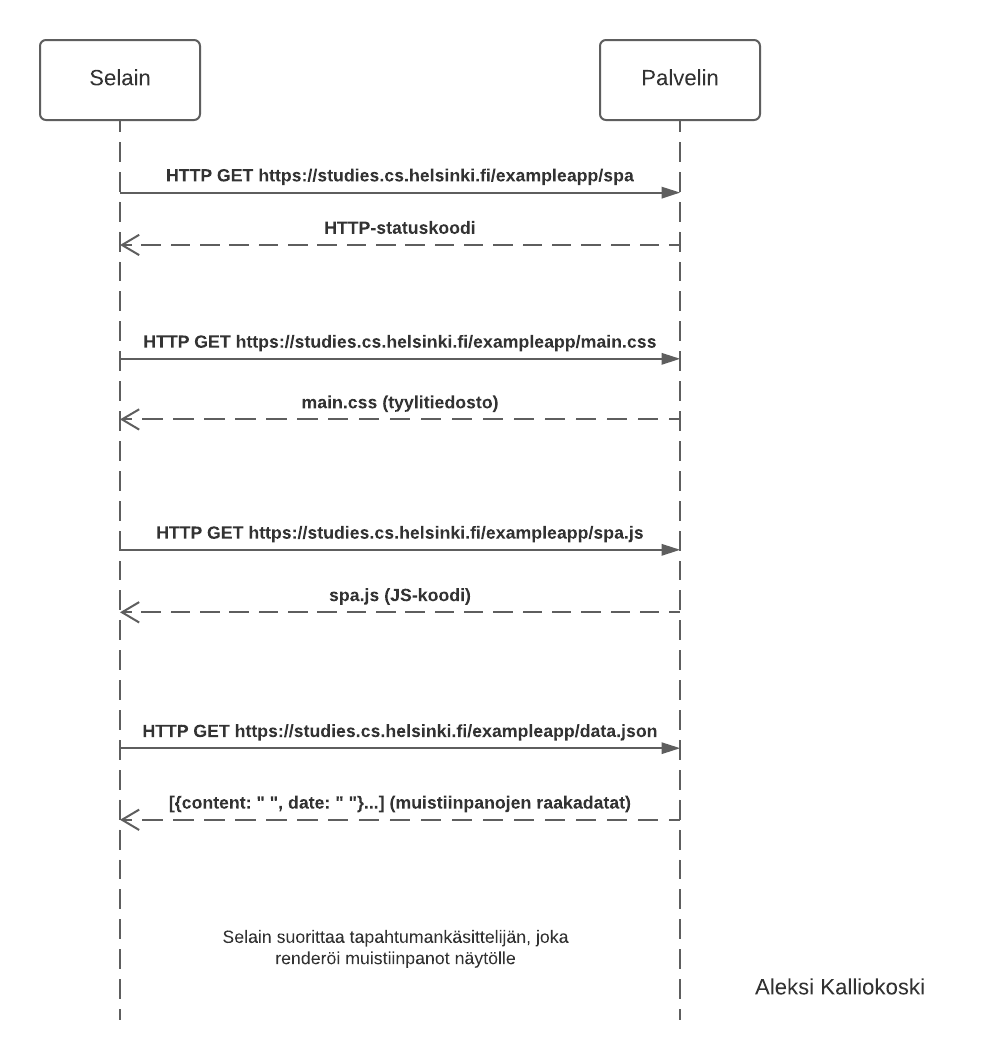 Selain
Palvelin
HTTP GET https://studies.cs.helsinki.fi/exampleapp/spa
HTTP-statuskoodi
HTTP GET https://studies.cs.helsinki.fi/exampleapp/main.css
main.css (tyylitiedosto)
HTTP GET https://studies.cs.helsinki.fi/exampleapp/spa.js
spa.js (JS-koodi)
HTTP GET https://studies.cs.helsinki.fi/exampleapp/data.json
[{content: " ", date: " "}...] (muistiinpanojen raakadatat)
Selain suorittaa tapahtumankäsittelijän, joka
renderöi muistiinpanot näytölle
Aleksi Kalliokoski